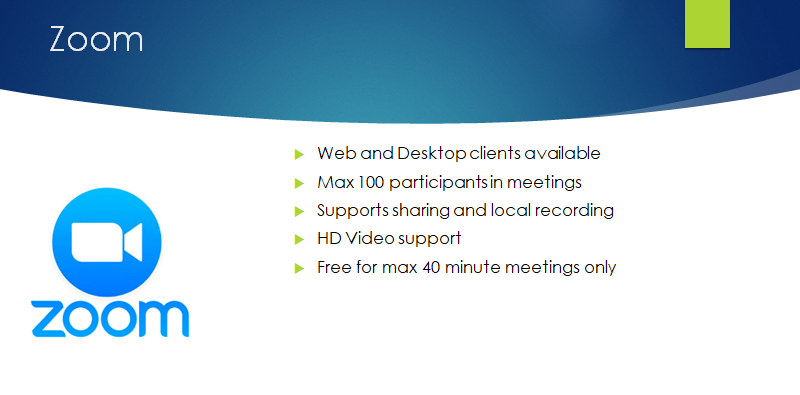 Zoom
Web and Desktop clients available
Max 100 participants in meetings
Supports sharing and local recording
HD Video support
Free for max 40 minute meetings only
zoom